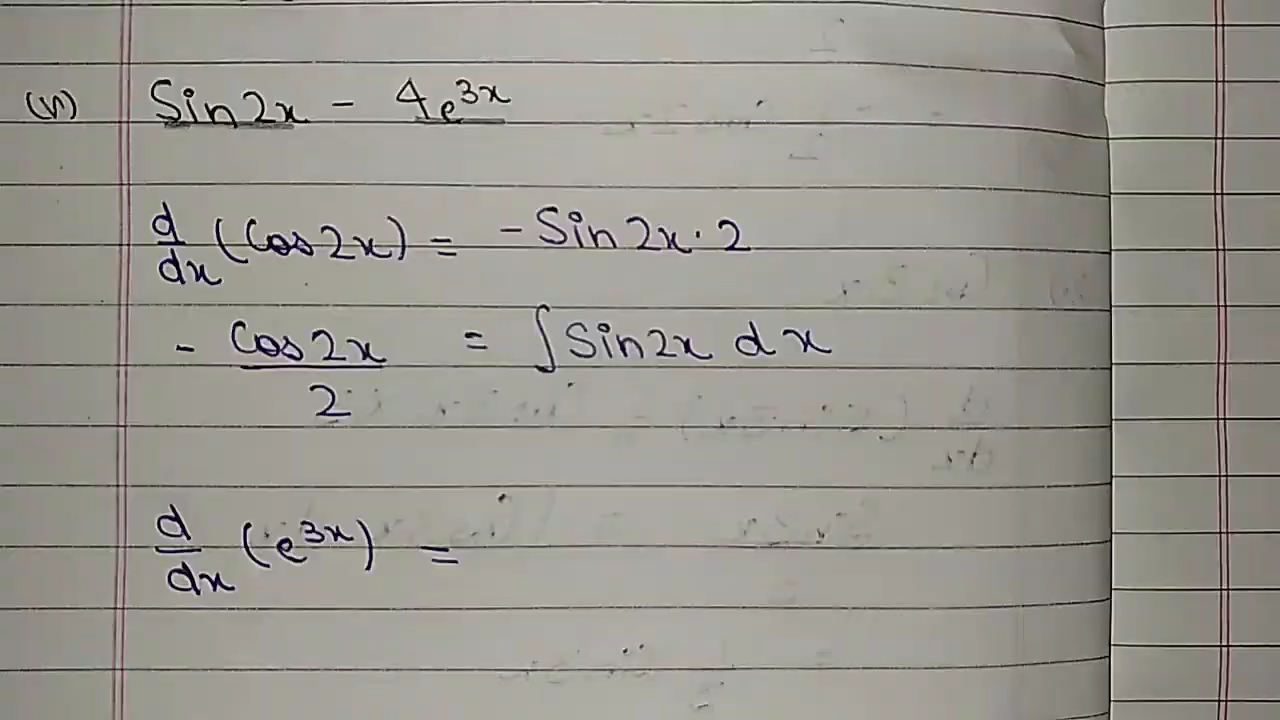 (v) Sin2x - 4e^3x
d/dx (Cos2x) = - Sin2x·2
- Cos2x/2 = ∫Sin2x dx
d/dx (e^3x) =